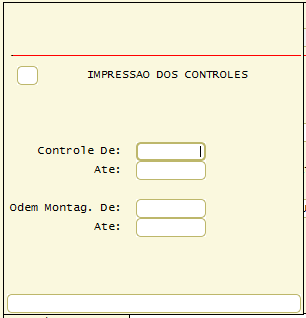 IMPRESSAO DOS CONTROLES
Controle De:
Ate:
Odem Montag. De:
Ate: